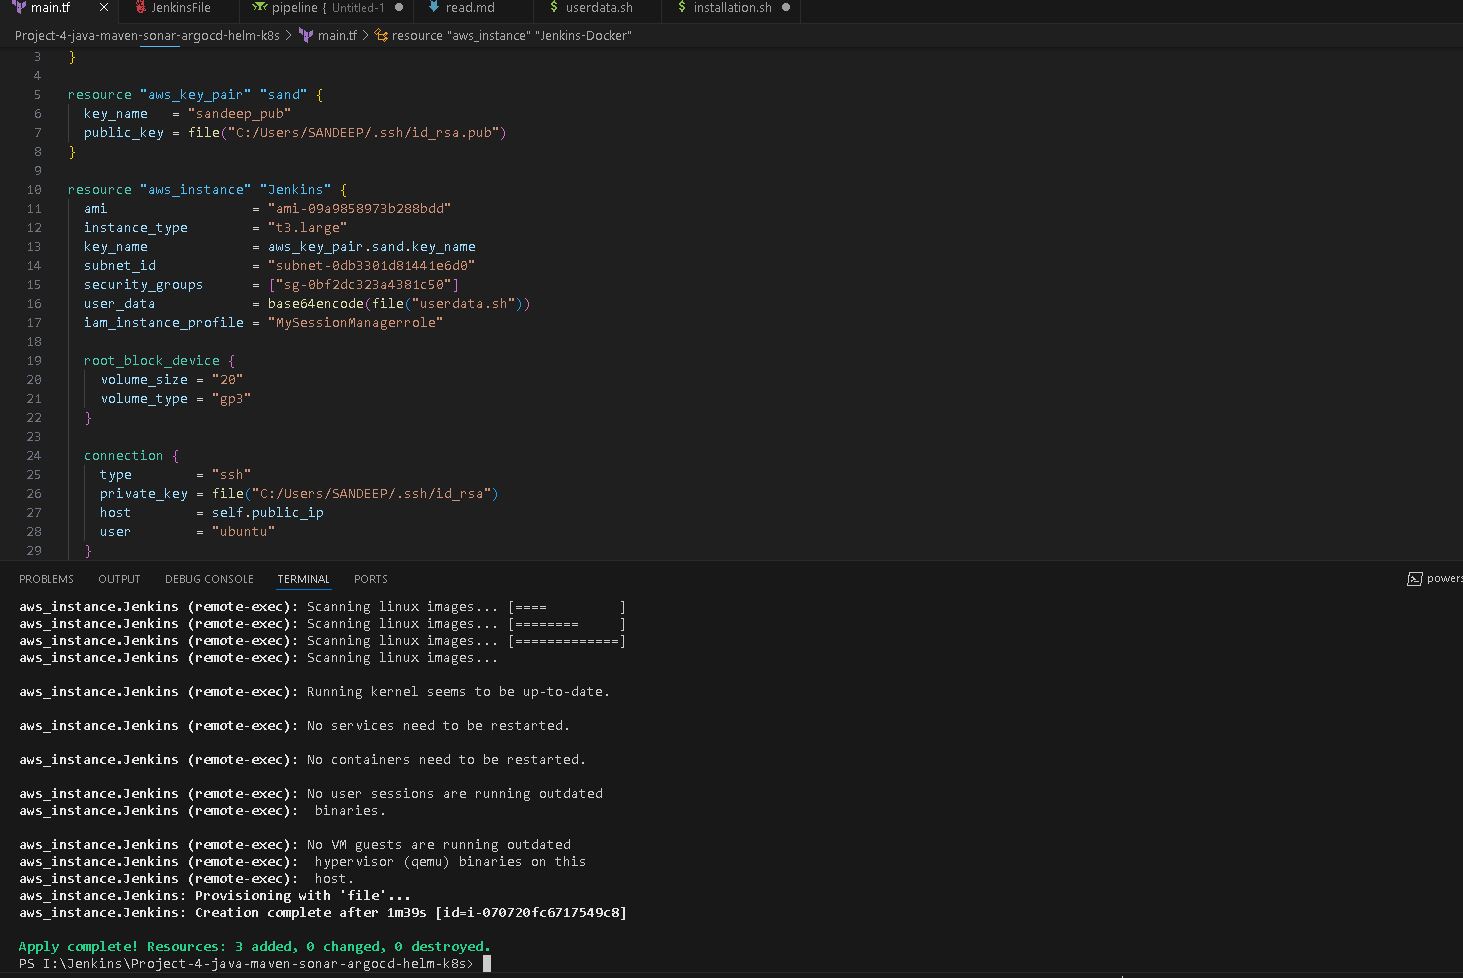 main.tf × JenkinsFile pipeline { Untitled-1 ● read.md $ userdata.sh $ installation.sh ●
Project-4-java-maven-sonar-argocd-helm-k8s > main.tf > resource "aws_instance" "Jenkins-Docker"
3 }
4
5 resource "aws_key_pair" "sand" {
6 key_name = "sandeep_pub"
7 public_key = file("C:/Users/SANDEEP/.ssh/id_rsa.pub")
8 }
9
10 resource "aws_instance" "Jenkins" {
11 ami = "ami-09a9858973b288bdd"
12 instance_type = "t3.large"
13 key_name = aws_key_pair.sand.key_name
14 subnet_id = "subnet-0db3301d81441e6d0"
15 security_groups = ["sg-0bf2dc323a4381c50"]
16 user_data = base64encode(file("userdata.sh"))
17 iam_instance_profile = "MySessionManagerrole"
18
19 root_block_device {
20 volume_size = "20"
21 volume_type = "gp3"
22 }
23
24 connection {
25 type = "ssh"
26 private_key = file("C:/Users/SANDEEP/.ssh/id_rsa")
27 host = self.public_ip
28 user = "ubuntu"
29 }
PROBLEMS OUTPUT DEBUG CONSOLE TERMINAL PORTS powers
aws_instance.Jenkins (remote-exec): Scanning linux images... [==== ]
aws_instance.Jenkins (remote-exec): Scanning linux images... [======== ]
aws_instance.Jenkins (remote-exec): Scanning linux images... [=============]
aws_instance.Jenkins (remote-exec): Scanning linux images...
aws_instance.Jenkins (remote-exec): Running kernel seems to be up-to-date.
aws_instance.Jenkins (remote-exec): No services need to be restarted.
aws_instance.Jenkins (remote-exec): No containers need to be restarted.
aws_instance.Jenkins (remote-exec): No user sessions are running outdated
aws_instance.Jenkins (remote-exec): binaries.
aws_instance.Jenkins (remote-exec): No VM guests are running outdated
aws_instance.Jenkins (remote-exec): hypervisor (qemu) binaries on this
aws_instance.Jenkins (remote-exec): host.
aws_instance.Jenkins: Provisioning with 'file'...
aws_instance.Jenkins: Creation complete after 1m39s [id=i-070720fc6717549c8]
Apply complete! Resources: 3 added, 0 changed, 0 destroyed.
PS I:\Jenkins\Project-4-java-maven-sonar-argocd-helm-k8s>